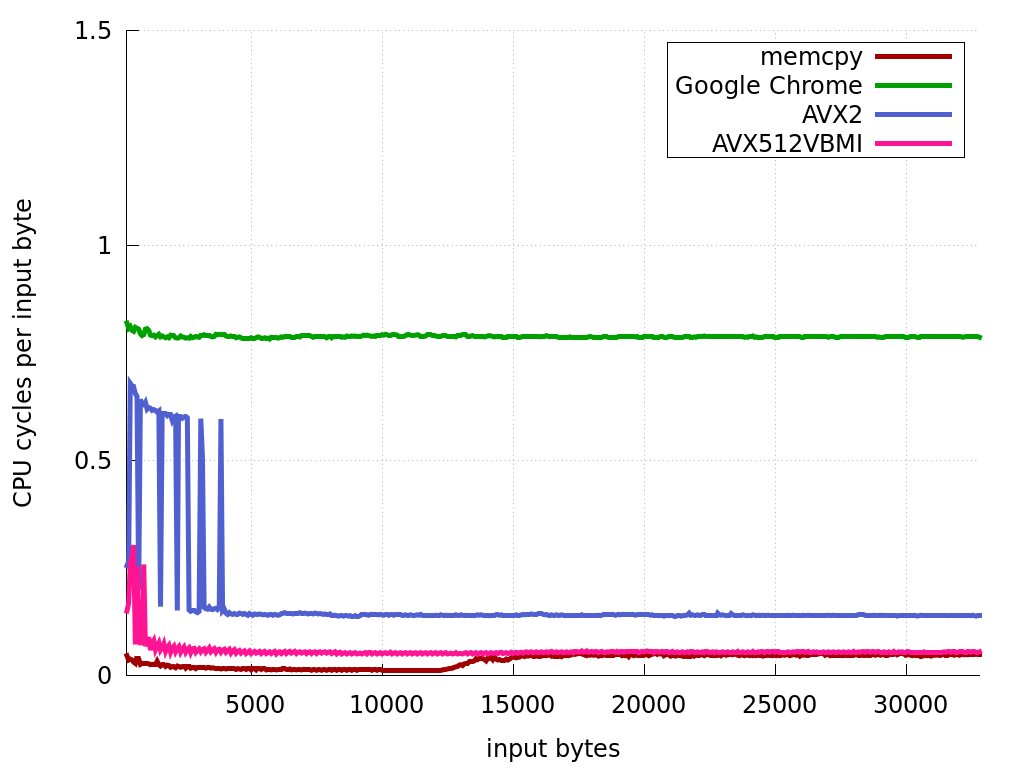 1.5
1
0.5
0
CPU cycles per input byte
memcpy
Google Chrome
AVX2
AVX512VBMI
5000 10000 15000 20000 25000 30000
input bytes